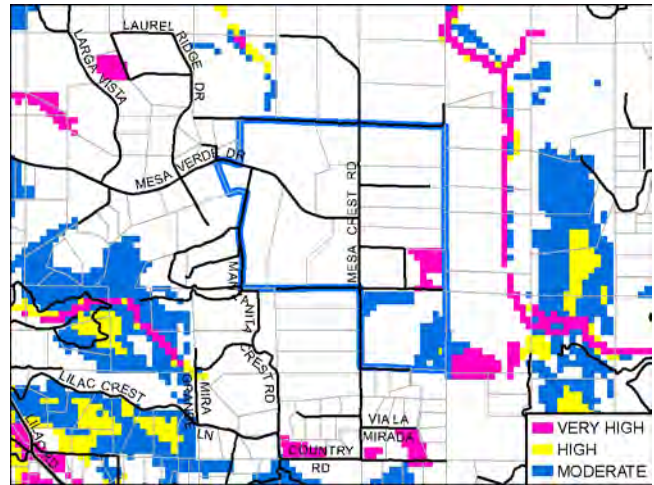 LAUREL RIDGE DR
LARGA VISTA
MESA VERDE DR
MESA CREST RD
MANZANITA CREST RD
LILAC CREST
MIRA GRANDE
LN
VIA LA MIRADA
COUNTRY RD
VERY HIGH
HIGH
MODERATE